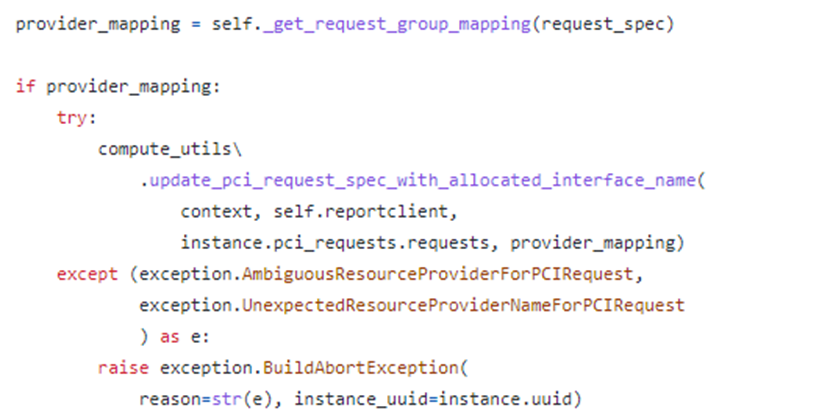 provider_mapping = self._get_request_group_mapping(request_spec)
if provider_mapping:
    try:
        compute_utils\
            .update_pci_request_spec_with_allocated_interface_name(
                context, self.reportclient,
                instance.pci_requests.requests, provider_mapping)
    except (exception.AmbiguousResourceProviderForPCIRequest,
            exception.UnexpectedResourceProviderNameForPCIRequest
            ) as e:
        raise exception.BuildAbortException(
            reason=str(e), instance_uuid=instance.uuid)